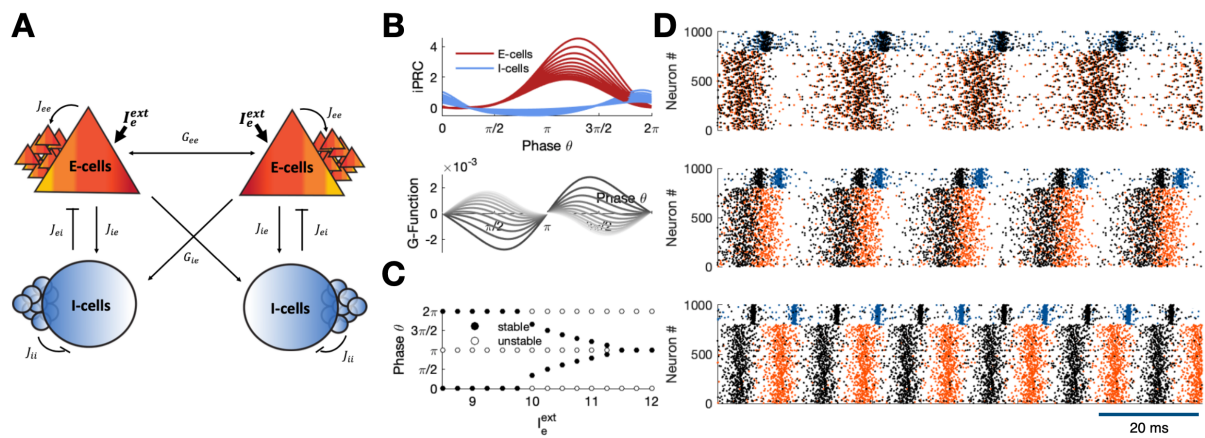 A
J_ee
I_e^ext
I_e^ext
J_ee
G_ee
E-cells
E-cells
J_ei
J_ie
J_ie
J_ei
G_ie
I-cells
I-cells
J_ii
J_ii
B
4
2
0
iPRC
E-cells
I-cells
0
π/2
π
3π/2
2π
Phase θ
×10^-3
2
0
-2
G-Function
Phase θ
π/2
π
C
2π
3π/2
π
π/2
0
Phase θ
stable
unstable
9
10
11
12
I_e^ext
D
1000
500
0
Neuron #
1000
500
0
Neuron #
1000
500
0
Neuron #
20 ms